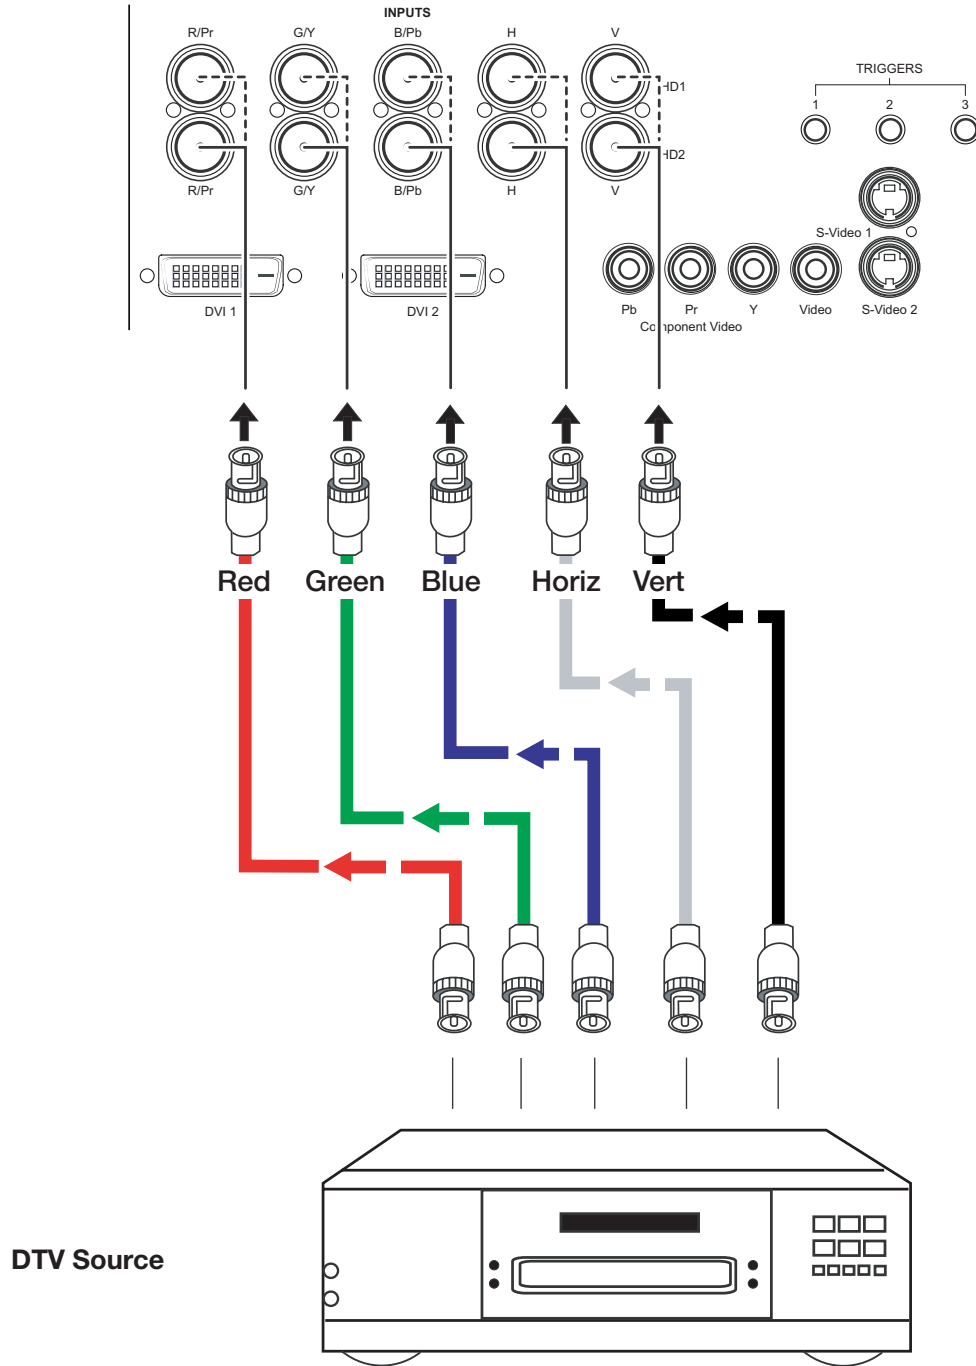 INPUTS
R/Pr G/Y B/Pb H V
HD1
TRIGGERS
1 2 3
HD2
R/Pr G/Y B/Pb H V
S-Video 1
DVI 1 DVI 2
Pb Pr Y Video S-Video 2
Component Video
Red Green Blue Horiz Vert
DTV Source